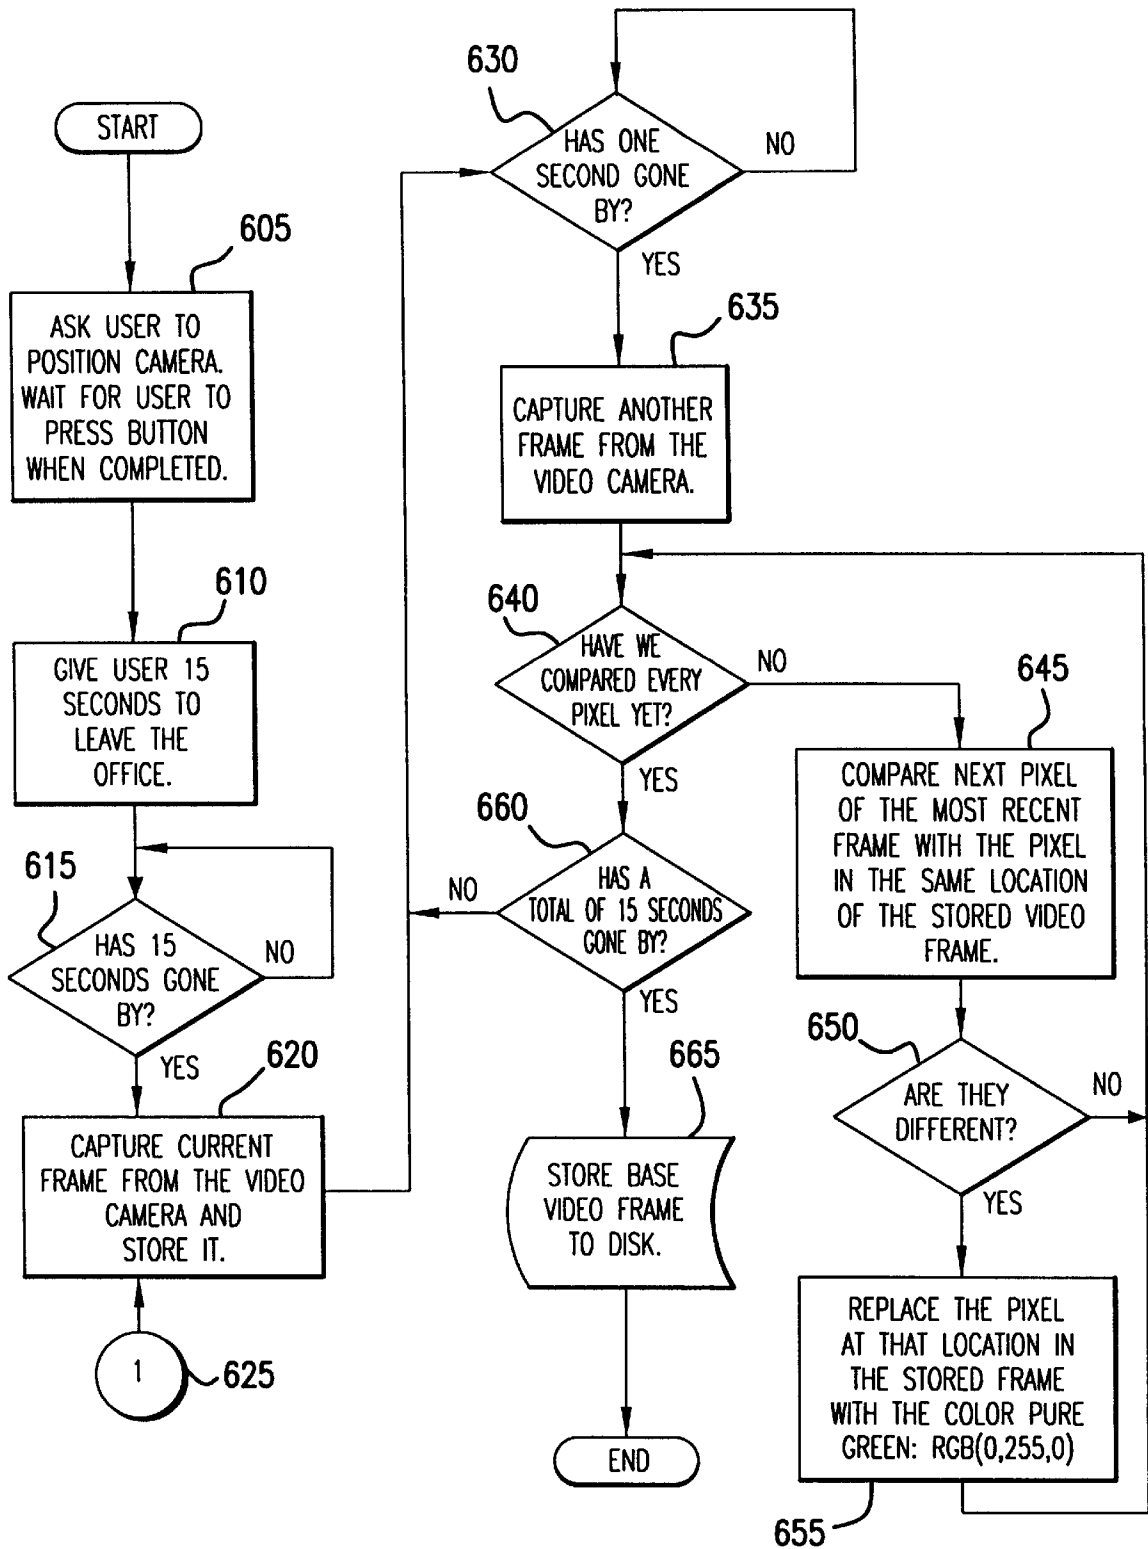 START
605
ASK USER TO
POSITION CAMERA.
WAIT FOR USER TO
PRESS BUTTON
WHEN COMPLETED.
610
GIVE USER 15
SECONDS TO
LEAVE THE
OFFICE.
615
HAS 15
SECONDS GONE
BY?
NO
YES
620
CAPTURE CURRENT
FRAME FROM THE VIDEO
CAMERA AND
STORE IT.
1
625
630
HAS ONE
SECOND GONE
BY?
NO
YES
635
CAPTURE ANOTHER
FRAME FROM THE
VIDEO CAMERA.
640
HAVE WE
COMPARED EVERY
PIXEL YET?
NO
YES
645
COMPARE NEXT PIXEL
OF THE MOST RECENT
FRAME WITH THE PIXEL
IN THE SAME LOCATION
OF THE STORED VIDEO
FRAME.
650
ARE THEY
DIFFERENT?
NO
YES
REPLACE THE PIXEL
AT THAT LOCATION IN
THE STORED FRAME
WITH THE COLOR PURE
GREEN: RGB(0,255,0)
655
660
HAS A
TOTAL OF 15 SECONDS
GONE BY?
NO
YES
665
STORE BASE
VIDEO FRAME
TO DISK.
END